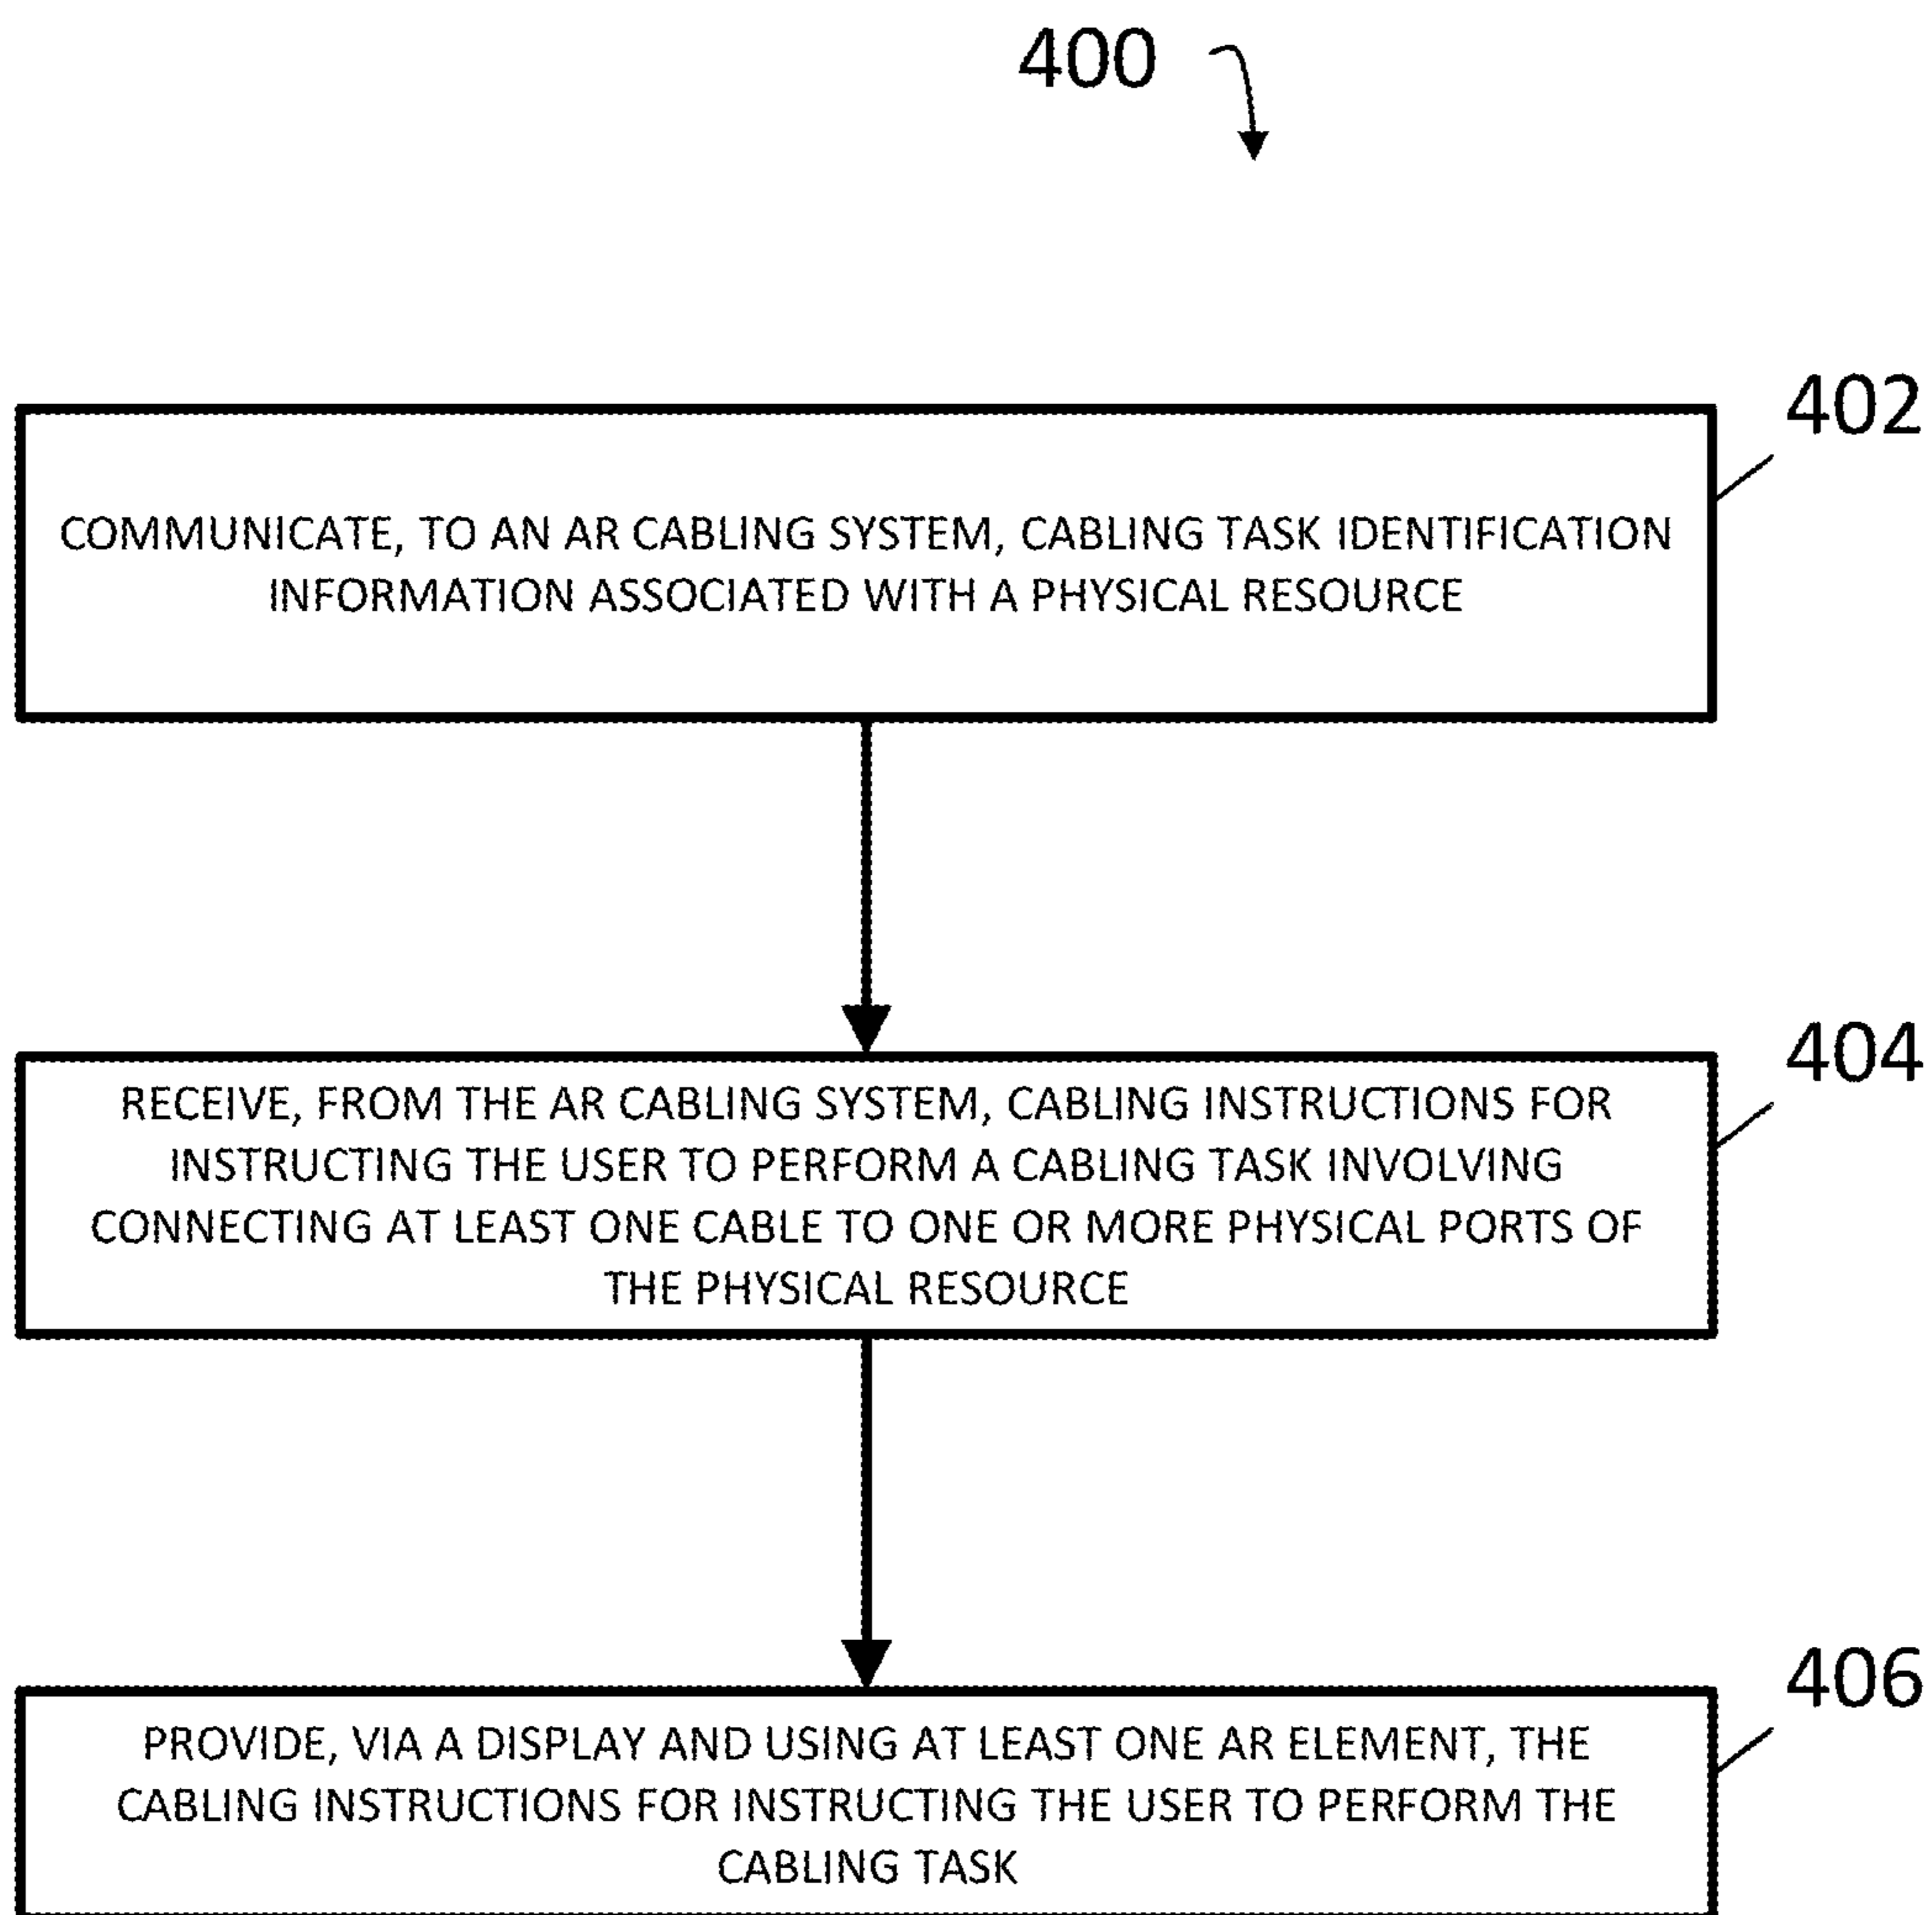 400
402
COMMUNICATE, TO AN AR CABLING SYSTEM, CABLING TASK IDENTIFICATION
INFORMATION ASSOCIATED WITH A PHYSICAL RESOURCE
404
RECEIVE, FROM THE AR CABLING SYSTEM, CABLING INSTRUCTIONS FOR
INSTRUCTING THE USER TO PERFORM A CABLING TASK INVOLVING
CONNECTING AT LEAST ONE CABLE TO ONE OR MORE PHYSICAL PORTS OF
THE PHYSICAL RESOURCE
406
PROVIDE, VIA A DISPLAY AND USING AT LEAST ONE AR ELEMENT, THE
CABLING INSTRUCTIONS FOR INSTRUCTING THE USER TO PERFORM THE
CABLING TASK